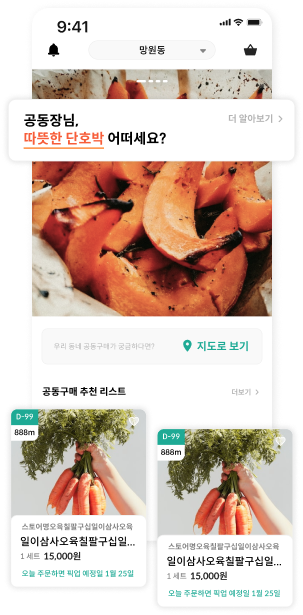 9:41
망원동
공동장님,
더 알아보기
따뜻한 단호박 어떠세요?
우리 동네 공동구매가 궁금하다면?
지도로 보기
공동구매 추천 리스트
더보기
D-99
888m
스토어명오육칠팔구십일이삼사오육
일이삼사오육칠팔구십일...
1 세트 15,000원
오늘 주문하면 픽업 예정일 1월 25일
D-99
888m
스토어명오육칠팔구십일이삼사오육
일이삼사오육칠팔구십일...
1 세트 15,000원
오늘 주문하면 픽업 예정일 1월 25일